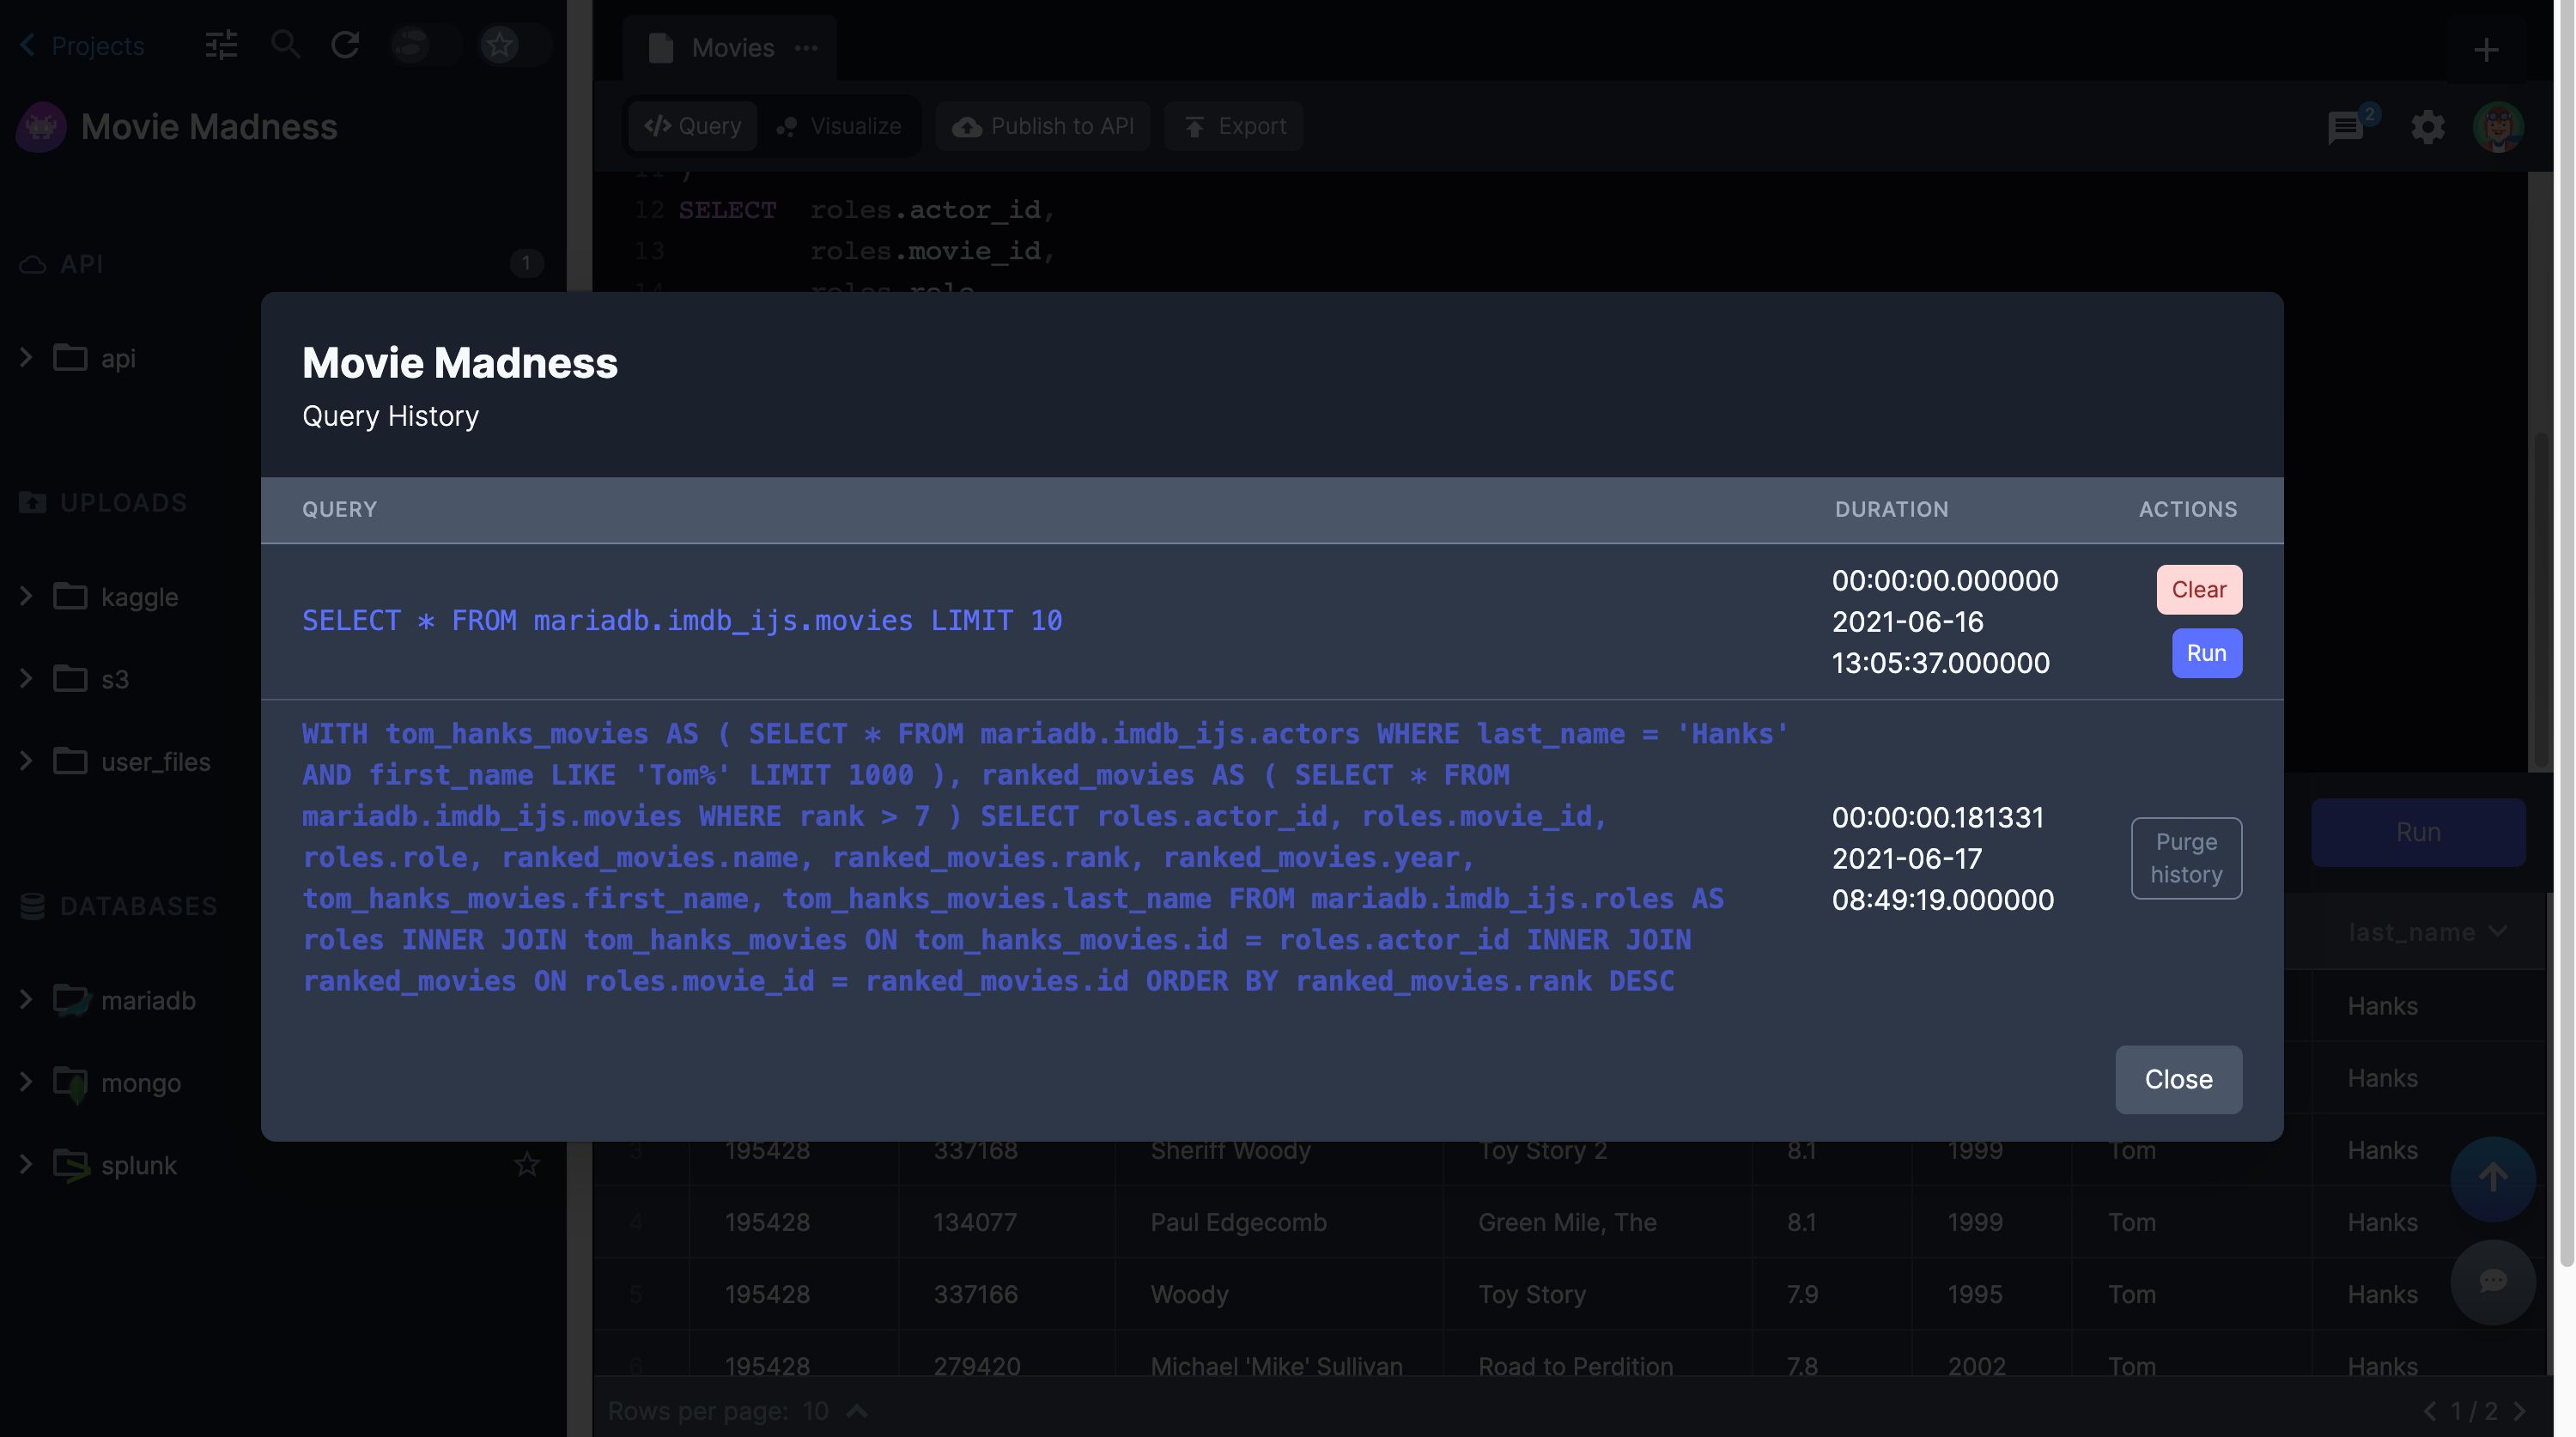 Projects
Movie Madness
API
1
api
UPLOADS
kaggle
s3
user_files
DATABASES
mariadb
mongo
splunk
Movies
Query
Visualize
Publish to API
Export
2
12 SELECT roles.actor_id,
13 roles.movie_id,
14 roles.role
Movie Madness
Query History
QUERY DURATION ACTIONS
SELECT * FROM mariadb.imdb_ijs.movies LIMIT 10
00:00:00.000000
2021-06-16
13:05:37.000000
Clear
Run
WITH tom_hanks_movies AS ( SELECT * FROM mariadb.imdb_ijs.actors WHERE last_name = 'Hanks'
AND first_name LIKE 'Tom%' LIMIT 1000 ), ranked_movies AS ( SELECT * FROM
mariadb.imdb_ijs.movies WHERE rank > 7 ) SELECT roles.actor_id, roles.movie_id,
roles.role, ranked_movies.name, ranked_movies.rank, ranked_movies.year,
tom_hanks_movies.first_name, tom_hanks_movies.last_name FROM mariadb.imdb_ijs.roles AS
roles INNER JOIN tom_hanks_movies ON tom_hanks_movies.id = roles.actor_id INNER JOIN
ranked_movies ON roles.movie_id = ranked_movies.id ORDER BY ranked_movies.rank DESC
00:00:00.181331
2021-06-17
08:49:19.000000
Purge
history
Close
Run
last_name
Hanks
Hanks
3 195428 337168 Sheriff Woody Toy Story 2 8.1 1999 Tom Hanks
4 195428 134077 Paul Edgecomb Green Mile, The 8.1 1999 Tom Hanks
5 195428 337166 Woody Toy Story 7.9 1995 Tom Hanks
6 195428 279420 Michael 'Mike' Sullivan Road to Perdition 7.8 2002 Tom Hanks
Rows per page: 10
1 / 2